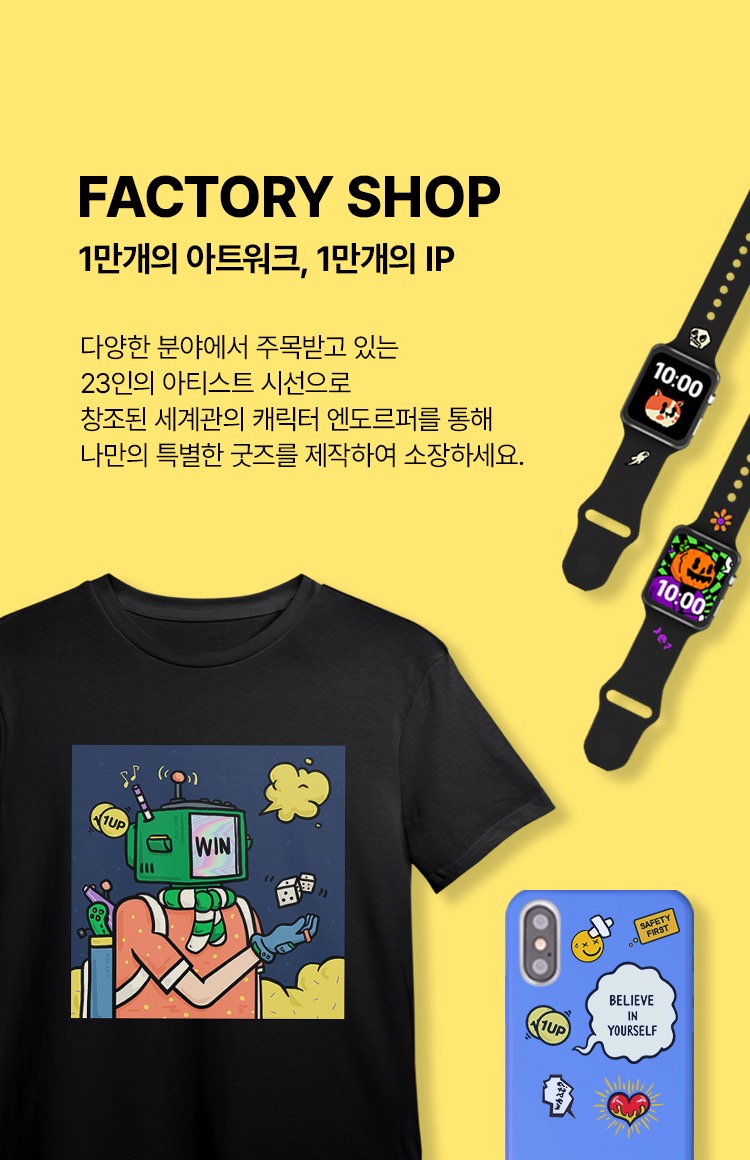 FACTORY SHOP
1만개의 아트워크, 1만개의 IP
다양한 분야에서 주목받고 있는
23인의 아티스트 시선으로
창조된 세계관의 캐릭터 엔도르퍼를 통해
나만의 특별한 굿즈를 제작하여 소장하세요.
10:00
10:00
1UP
WIN
SAFETY
FIRST
BELIEVE
IN
YOURSELF
1UP
what?